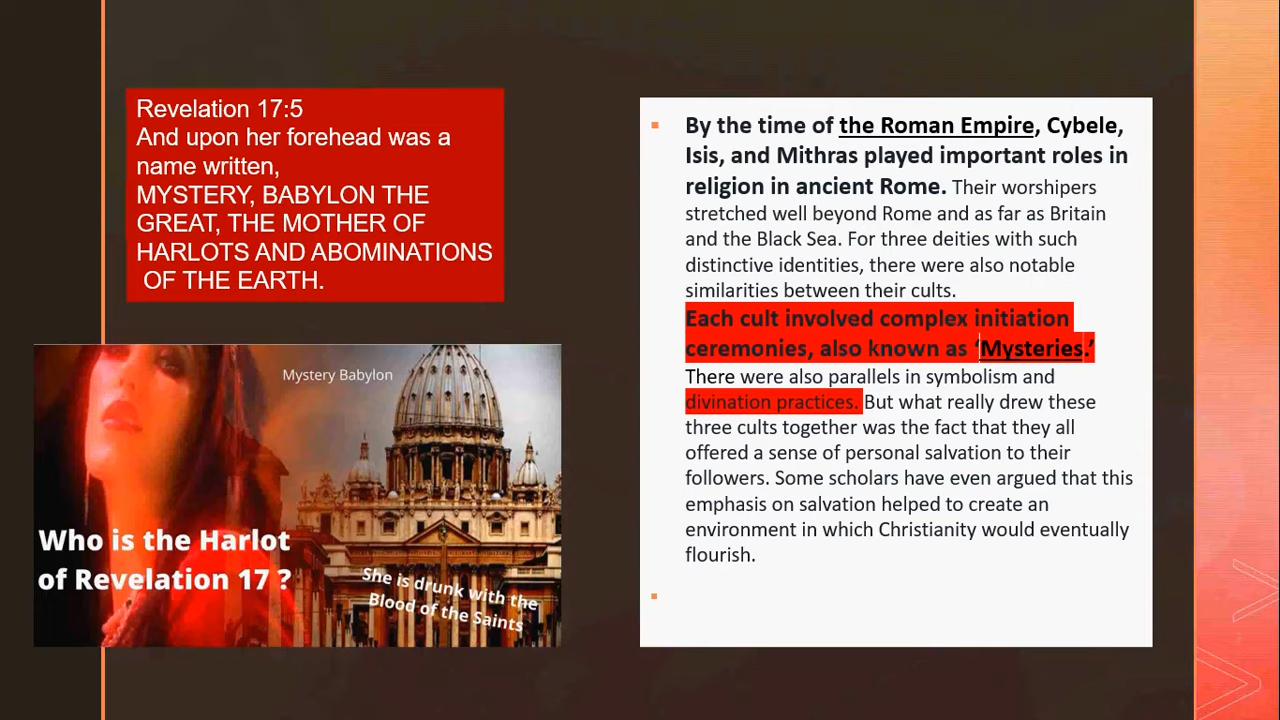 Revelation 17:5
And upon her forehead was a
name written,
MYSTERY, BABYLON THE
GREAT, THE MOTHER OF
HARLOTS AND ABOMINATIONS
OF THE EARTH.
Mystery Babylon
Who is the Harlot
of Revelation 17 ?
She is drunk with the
Blood of the Saints
By the time of the Roman Empire, Cybele,
Isis, and Mithras played important roles in
religion in ancient Rome. Their worshipers
stretched well beyond Rome and as far as Britain
and the Black Sea. For three deities with such
distinctive identities, there were also notable
similarities between their cults.
Each cult involved complex initiation
ceremonies, also known as ‘Mysteries.’
There were also parallels in symbolism and
divination practices. But what really drew these
three cults together was the fact that they all
offered a sense of personal salvation to their
followers. Some scholars have even argued that this
emphasis on salvation helped to create an
environment in which Christianity would eventually
flourish.